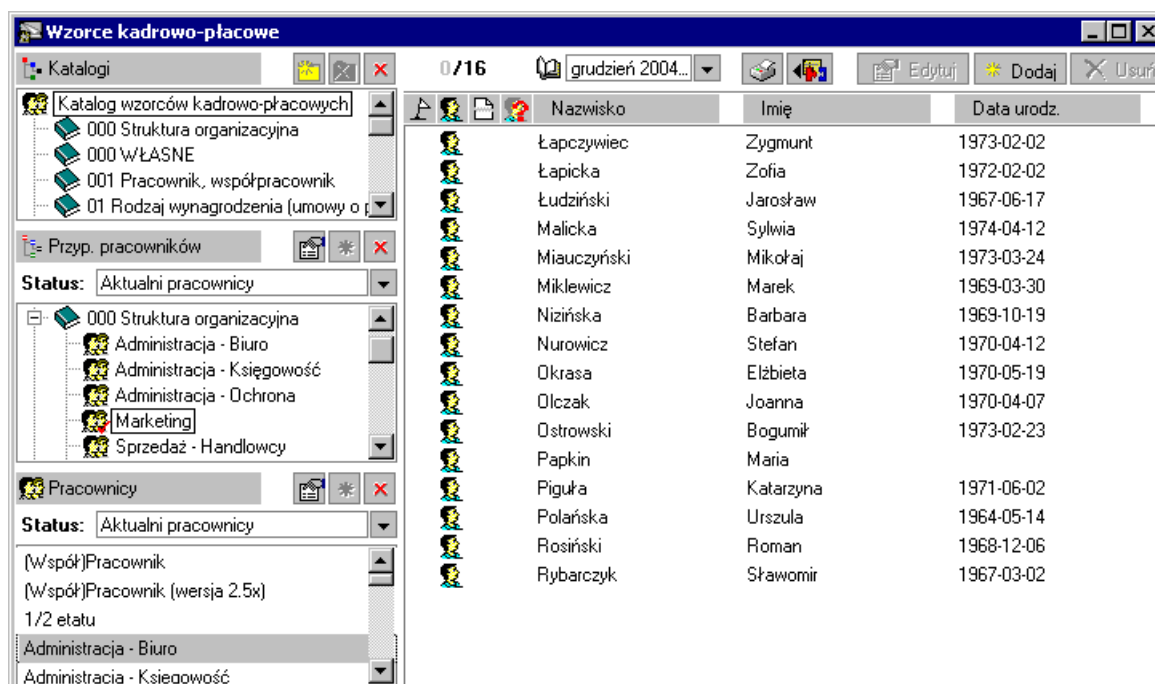 Wzorce kadrowo-płacowe
Katalogi
0/16 grudzień 2004... Edytuj Dodaj Usuń
Katalog wzorców kadrowo-płacowych
000 Struktura organizacyjna
000 WŁASNE
001 Pracownik, współpracownik
01 Rodzaj wynagrodzenia (umowy o p
Przyp. pracowników
Status: Aktualni pracownicy
000 Struktura organizacyjna
Administracja - Biuro
Administracja - Księgowość
Administracja - Ochrona
Marketing
Sprzedaż - Handlowcy
Pracownicy
Status: Aktualni pracownicy
(Współ)Pracownik
(Współ)Pracownik (wersja 2.5x)
1/2 etatu
Administracja - Biuro
Administracja - Księgowość
Nazwisko Imię Data urodz.
Łapczywiec Zygmunt 1973-02-02
Łapicka Zofia 1972-02-02
Łudziński Jarosław 1967-06-17
Malicka Sylwia 1974-04-12
Miauczyński Mikołaj 1973-03-24
Miklewicz Marek 1969-03-30
Nizińska Barbara 1969-10-19
Nurowicz Stefan 1970-04-12
Okrasa Elżbieta 1970-05-19
Olczak Joanna 1970-04-07
Ostrowski Bogumił 1973-02-23
Papkin Maria
Piguła Katarzyna 1971-06-02
Polańska Urszula 1964-05-14
Rosiński Roman 1968-12-06
Rybarczyk Sławomir 1967-03-02